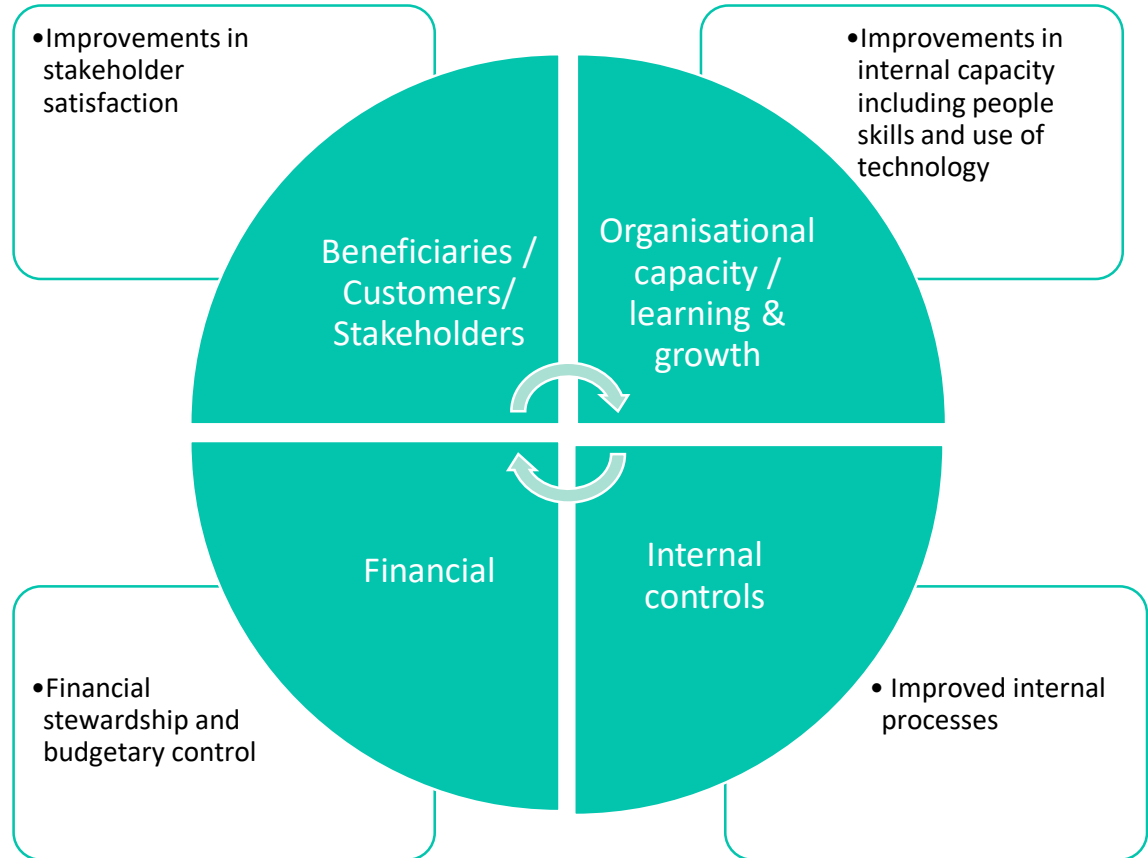 •Improvements in
stakeholder
satisfaction
•Improvements in
internal capacity
including people
skills and use of
technology
Beneficiaries /
Customers/
Stakeholders
Organisational
capacity /
learning &
growth
Financial
Internal
controls
•Financial
stewardship and
budgetary control
• Improved internal
processes